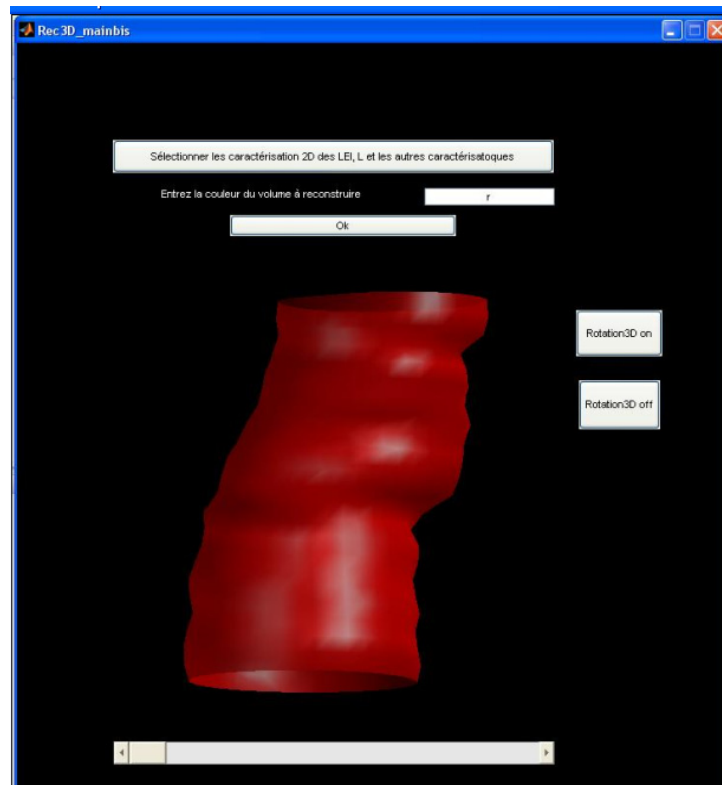 Rec3D_mainbis
Sélectionner les caractérisation 2D des LEI, L et les autres caractérisatoques
Entrez la couleur du volume à reconstruire
r
Ok
Rotation3D on
Rotation3D off